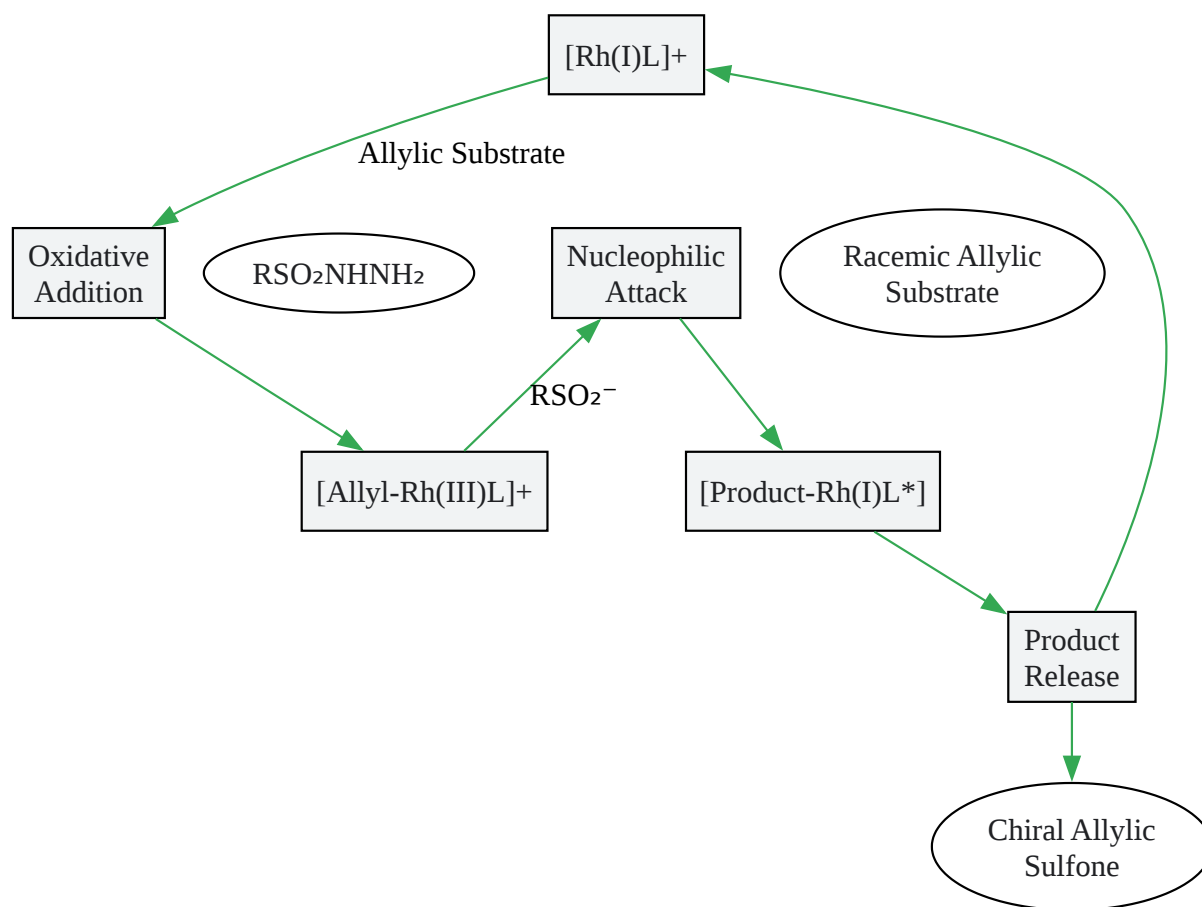 [Rh(I)L]+
Allylic Substrate
Oxidative
Addition
RSO₂NHNH₂
Nucleophilic
Attack
Racemic Allylic
Substrate
RSO₂⁻
[Allyl-Rh(III)L]+
[Product-Rh(I)L*]
Product
Release
Chiral Allylic
Sulfone